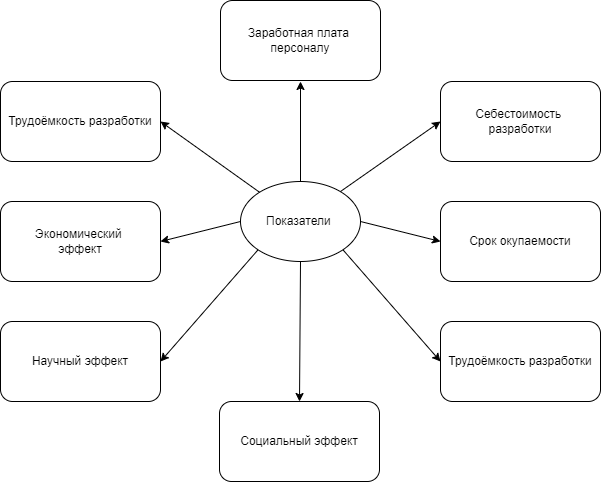 Заработная плата
персоналу
Трудоёмкость разработки
Себестоимость
разработки
Экономический
эффект
Показатели
Срок окупаемости
Научный эффект
Трудоёмкость разработки
Социальный эффект